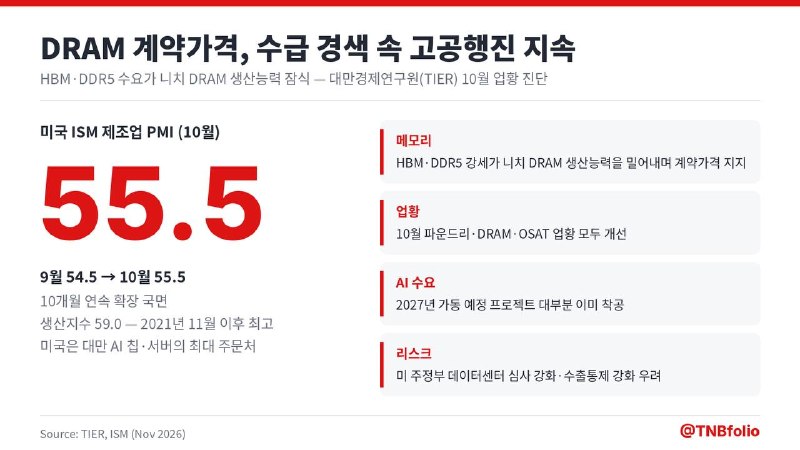 DRAM 계약가격, 수급 경색 속 고공행진 지속
HBM·DDR5 수요가 니치 DRAM 생산능력 잠식 — 대만경제연구원(TIER) 10월 업황 진단
미국 ISM 제조업 PMI (10월)
55.5
9월 54.5 → 10월 55.5
10개월 연속 확장 국면
생산지수 59.0 — 2021년 11월 이후 최고
미국은 대만 AI 칩·서버의 최대 주문처
메모리
HBM·DDR5 강세가 니치 DRAM 생산능력을 밀어내며 계약가격 지지
업황
10월 파운드리·DRAM·OSAT 업황 모두 개선
AI 수요
2027년 가동 예정 프로젝트 대부분 이미 착공
리스크
미 주정부 데이터센터 심사 강화·수출통제 강화 우려
Source: TIER, ISM (Nov 2026)
@TNBfolio